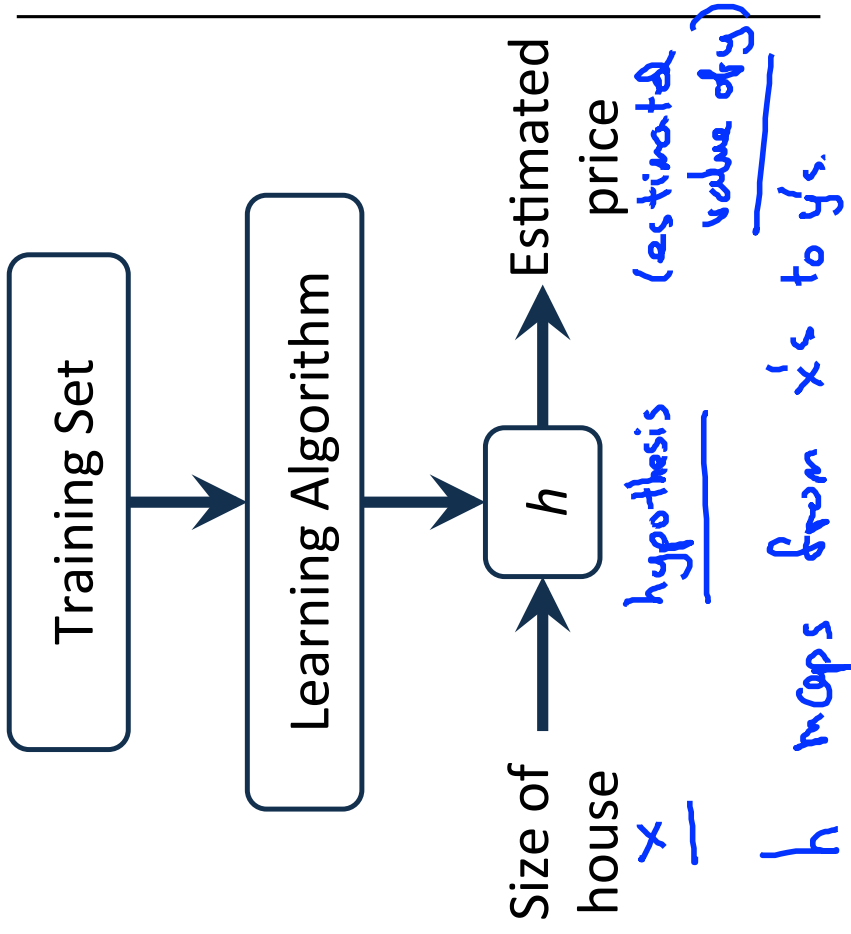 Training Set
Learning Algorithm
Size of
house
x
h
hypothesis
Estimated
price
(estimated
value of y)
h maps from x's to y's.